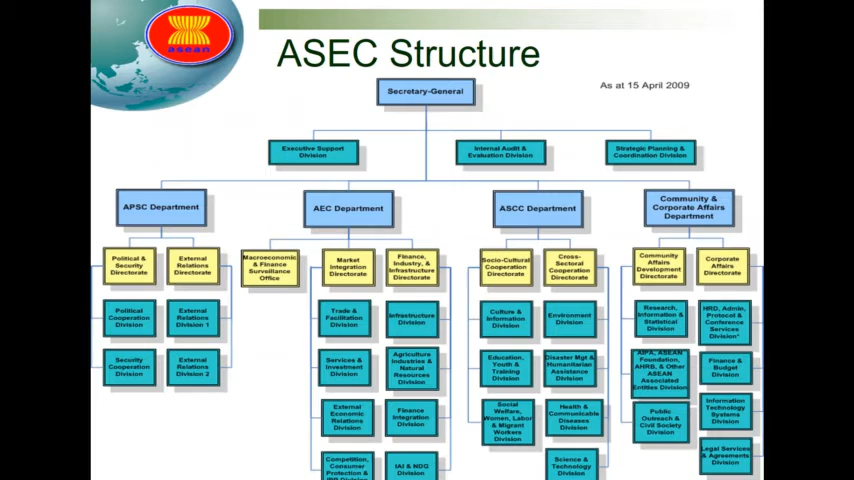 asean
ASEC Structure
As at 15 April 2009
Secretary-General
Executive Support
Division
Internal Audit &
Evaluation Division
Strategic Planning &
Coordination Division
APSC Department
AEC Department
ASCC Department
Community &
Corporate Affairs
Department
Political &
Security
Directorate
External
Relations
Directorate
Macroeconomic
& Finance
Surveillance
Office
Market
Integration
Directorate
Finance,
Industry, &
Infrastructure
Directorate
Socio-Cultural
Cooperation
Directorate
Cross-
Sectoral
Cooperation
Directorate
Community
Affairs
Development
Directorate
Corporate
Affairs
Directorate
Political
Cooperation
Division
External
Relations
Division 1
Trade &
Facilitation
Division
Infrastructure
Division
Culture &
Information
Division
Environment
Division
Research,
Information &
Statistical
Division
HRD, Admin,
Protocol &
Conference
Services
Division*
Security
Cooperation
Division
External
Relations
Division 2
Services &
Investment
Division
Agriculture
Industries &
Natural
Resources
Division
Education,
Youth &
Training
Division
Disaster Mgt &
Humanitarian
Assistance
Division
AIPA, ASEAN
Foundation,
AHRB, & Other
ASEAN
Associated
Entities Division
Finance &
Budget
Division
External
Economic
Relations
Division
Finance
Integration
Division
Social
Welfare,
Women, Labor
& Migrant
Workers
Division
Health &
Communicable
Diseases
Division
Public
Outreach &
Civil Society
Division
Information
Technology
Systems
Division
Competition,
Consumer
Protection &
IAI & NDG
Division
Science &
Technology
Division
Legal Services
& Agreements
Division